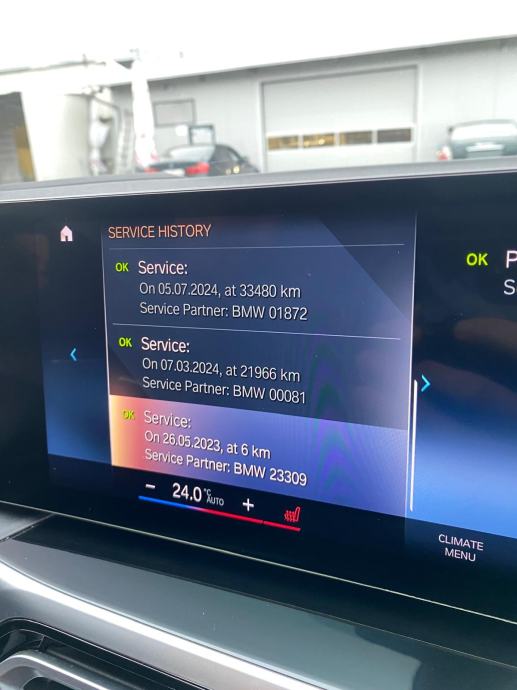 SERVICE HISTORY
OK Service:
On 05.07.2024, at 33480 km
Service Partner: BMW 01872
OK Service:
On 07.03.2024, at 21966 km
Service Partner: BMW 00081
OK Service:
On 26.05.2023, at 6 km
Service Partner: BMW 23309
OK P
S
− 24.0 °C AUTO +
CLIMATE
MENU